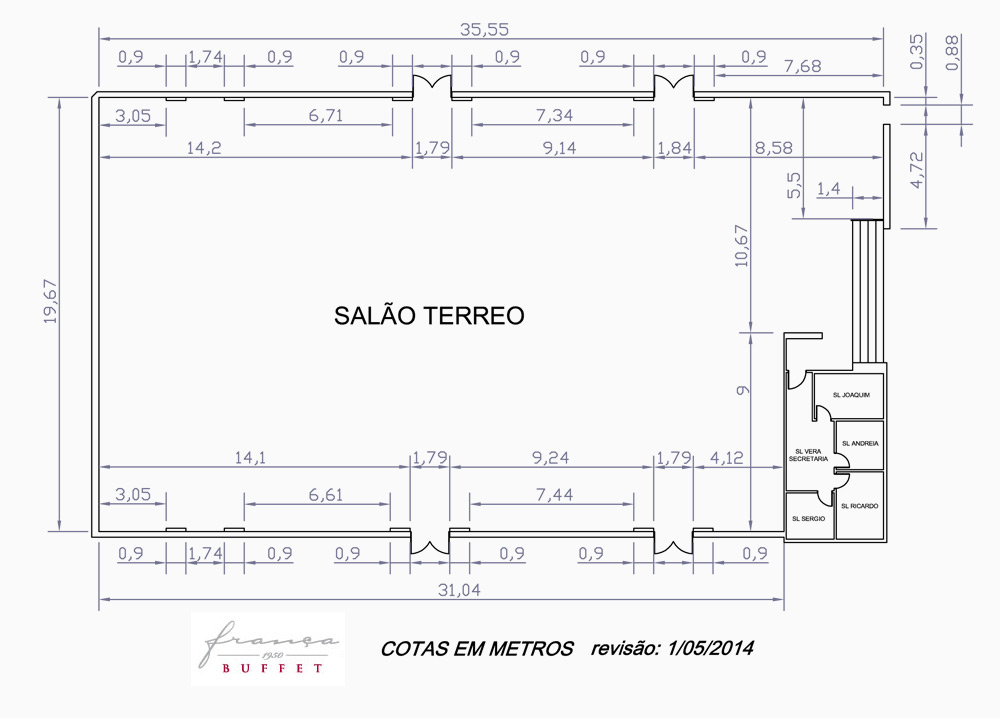 35,55
0,9 1,74 0,9 0,9 0,9 0,9 0,9
7,68
0,35
0,88
3,05 6,71 7,34
14,2 1,79 9,14 1,84 8,58
4,72
5,5
1,4
10,67
19,67
SALÃO TERREO
9
SL JOAQUIM
SL ANDREIA
SL VERA
SECRETARIA
SL RICARDO
SL SERGIO
14,1 1,79 9,24 1,79 4,12
3,05 6,61 7,44
0,9 1,74 0,9 0,9 0,9 0,9 0,9
31,04
frança
1950
BUFFET
COTAS EM METROS revisão: 1/05/2014